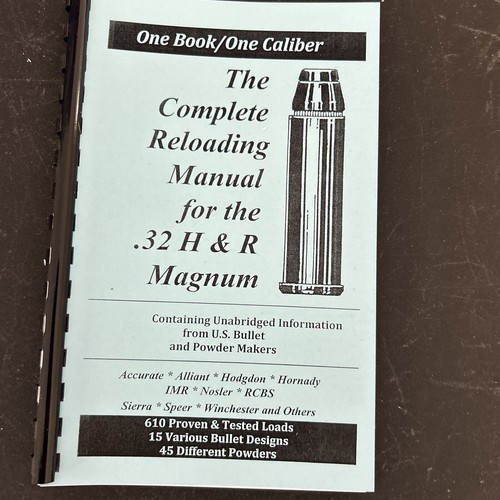 One Book/One Caliber
The
Complete
Reloading
Manual
for the
.32 H & R
Magnum
Containing Unabridged Information
from U.S. Bullet
and Powder Makers
Accurate * Alliant * Hodgdon * Hornady
IMR * Nosler * RCBS
Sierra * Speer * Winchester and Others
610 Proven & Tested Loads
15 Various Bullet Designs
45 Different Powders